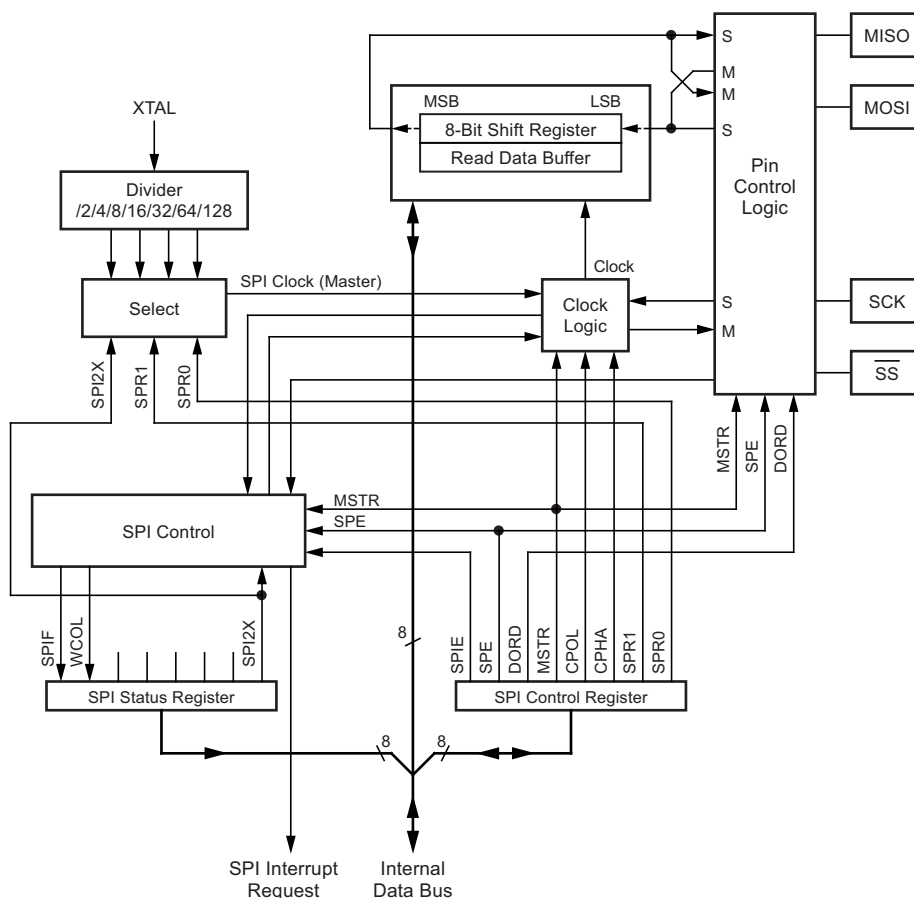 XTAL
Divider
/2/4/8/16/32/64/128
Select
SPI Clock (Master)
SPI2X
SPR1
SPR0
MSB
LSB
8-Bit Shift Register
Read Data Buffer
Clock
Clock
Logic
S
M
M
S
Pin
Control
Logic
S
M
MISO
MOSI
SCK
SS
MSTR
SPE
DORD
SPI Control
MSTR
SPE
SPIF
WCOL
SPI2X
SPI Status Register
8
SPIE
SPE
DORD
MSTR
CPOL
CPHA
SPR1
SPR0
SPI Control Register
8
8
SPI Interrupt
Request
Internal
Data Bus